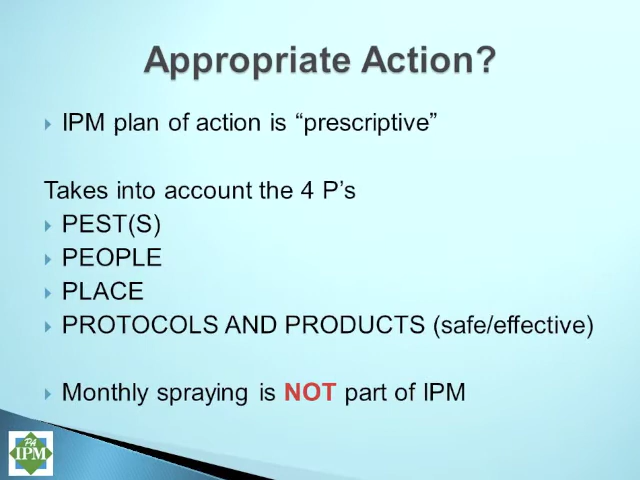 Appropriate Action?
IPM plan of action is “prescriptive”
Takes into account the 4 P’s
PEST(S)
PEOPLE
PLACE
PROTOCOLS AND PRODUCTS (safe/effective)
Monthly spraying is NOT part of IPM
PA
IPM